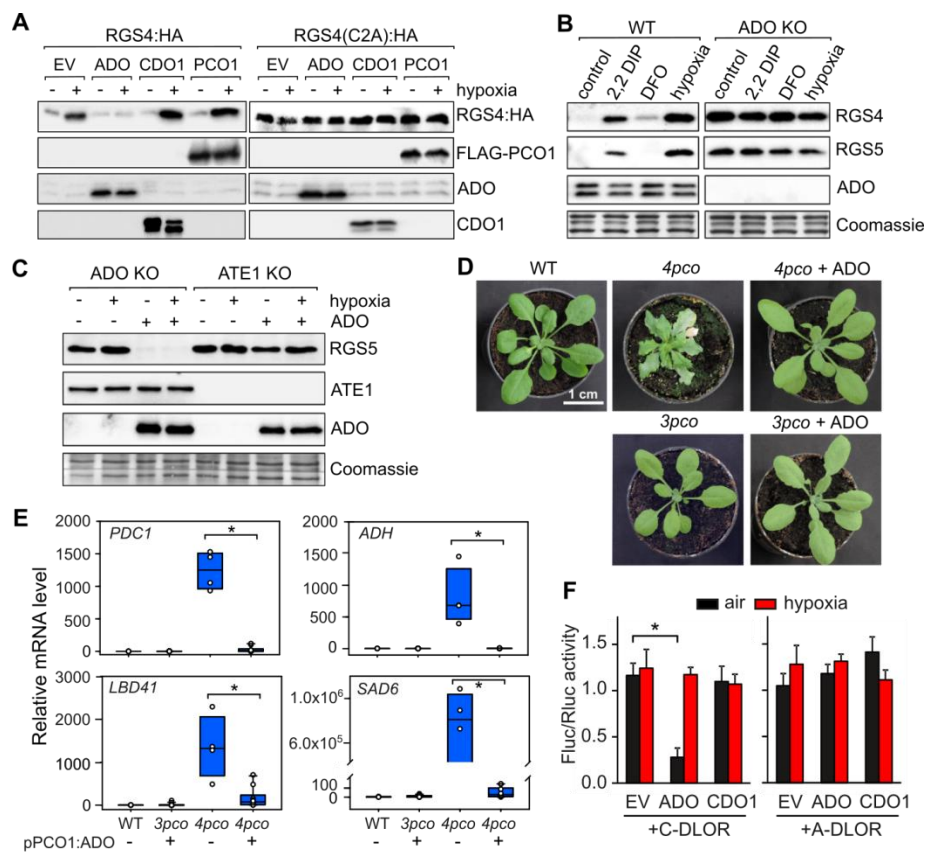 A
RGS4:HA RGS4(C2A):HA
EV ADO CDO1 PCO1 EV ADO CDO1 PCO1
- + - + - + - + - + - + - + - + hypoxia
RGS4:HA
FLAG-PCO1
ADO
CDO1
B
WT ADO KO
control 2,2 DIP DFO hypoxia control 2,2 DIP DFO hypoxia
RGS4
RGS5
ADO
Coomassie
C
ADO KO ATE1 KO
- + - + - + - + hypoxia
- - + + - - + + ADO
RGS5
ATE1
ADO
Coomassie
D
WT 4pco 4pco + ADO
1 cm
3pco 3pco + ADO
E
Relative mRNA level
2000 PDC1 *
1500
1000
500
0
2000 ADH *
1500
1000
500
0
3000 LBD41 *
2000
1000
0
SAD6 *
1.0x10⁶
6.0x10⁵
100
0
WT 3pco 4pco 4pco WT 3pco 4pco 4pco
pPCO1:ADO - + - + - + - +
F
air hypoxia
Fluc/Rluc activity
*
1.5
1.0
0.5
0.0
EV ADO CDO1 EV ADO CDO1
+C-DLOR +A-DLOR